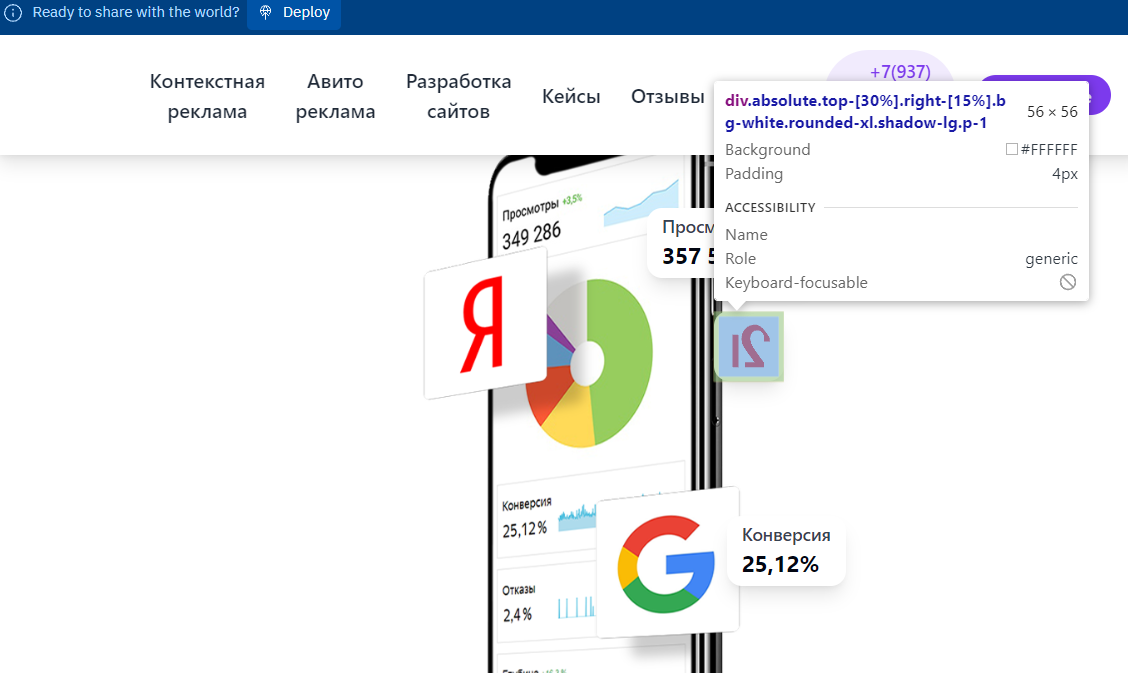 Ready to share with the world?
Deploy
Контекстная
реклама
Авито
реклама
Разработка
сайтов
Кейсы
Отзывы
+7(937)
div.absolute.top-[30%].right-[15%].b
g-white.rounded-xl.shadow-lg.p-1
56 × 56
Background
#FFFFFF
Padding
4px
ACCESSIBILITY
Name
Role
generic
Keyboard-focusable
Просмотры +3,5%
349 286
Просм
357 5
Я
Конверсия
25,12%
G
Конверсия
25,12%
Отказы
2,4%